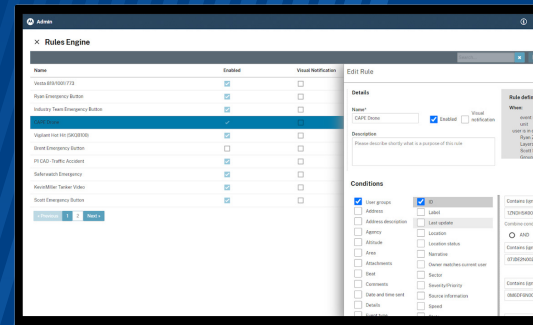 Admin
× Rules Engine
Name Enabled Visual Notification
Ryan Emergency Button
Industry Team Emergency Button
CAPE Drone
Vigilant Hot Hit
Brent Emergency Button
PI CAD -Traffic Accident
Saferwatch Emergency
KevinMiller Tanker Video
Scott Emergency Button
« Previous 1 2 Next »
Edit Rule
Details
Name*
CAPE Drone
Enabled
Visual notification
Description
Please describe shortly what is a purpose of this rule
Rule defin
When:
event
unit
user is in
Ryan
Layers
Scott
Conditions
User groups
Address
Address description
Agency
Altitude
Area
Attachments
Beat
Comments
Date and time sent
Details
Event type
ID
Label
Last update
Location
Location status
Narrative
Owner matches current user
Sector
Severity/Priority
Source information
Speed
State
Contains
AND
Contains
Contains